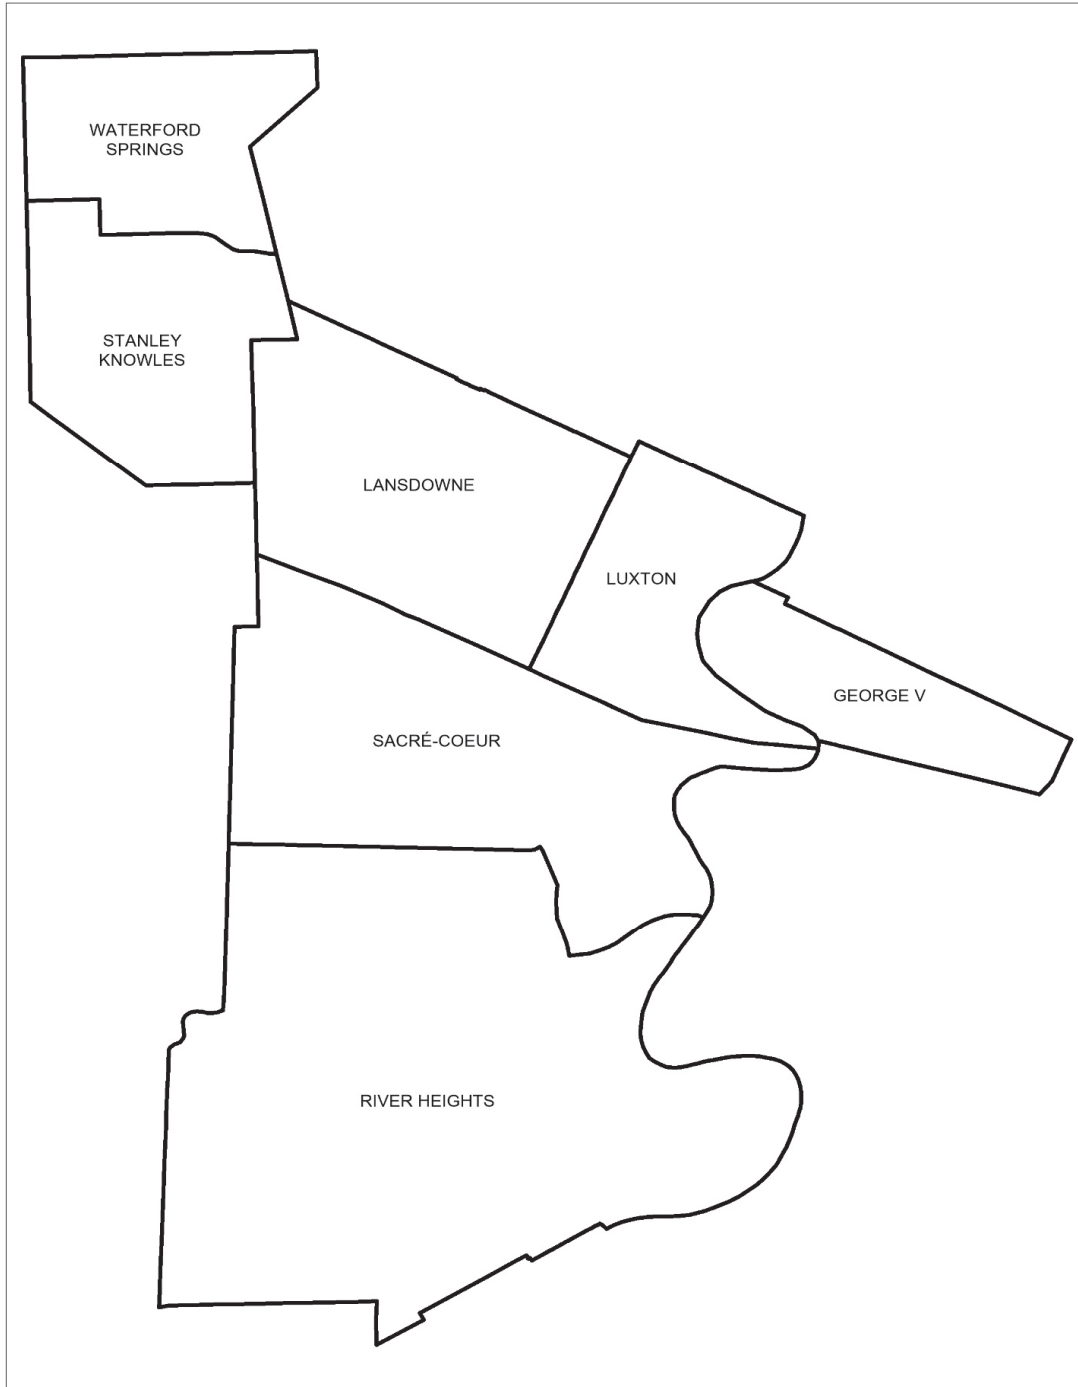 WATERFORD
SPRINGS
STANLEY
KNOWLES
LANSDOWNE
LUXTON
GEORGE V
SACRÉ-COEUR
RIVER HEIGHTS